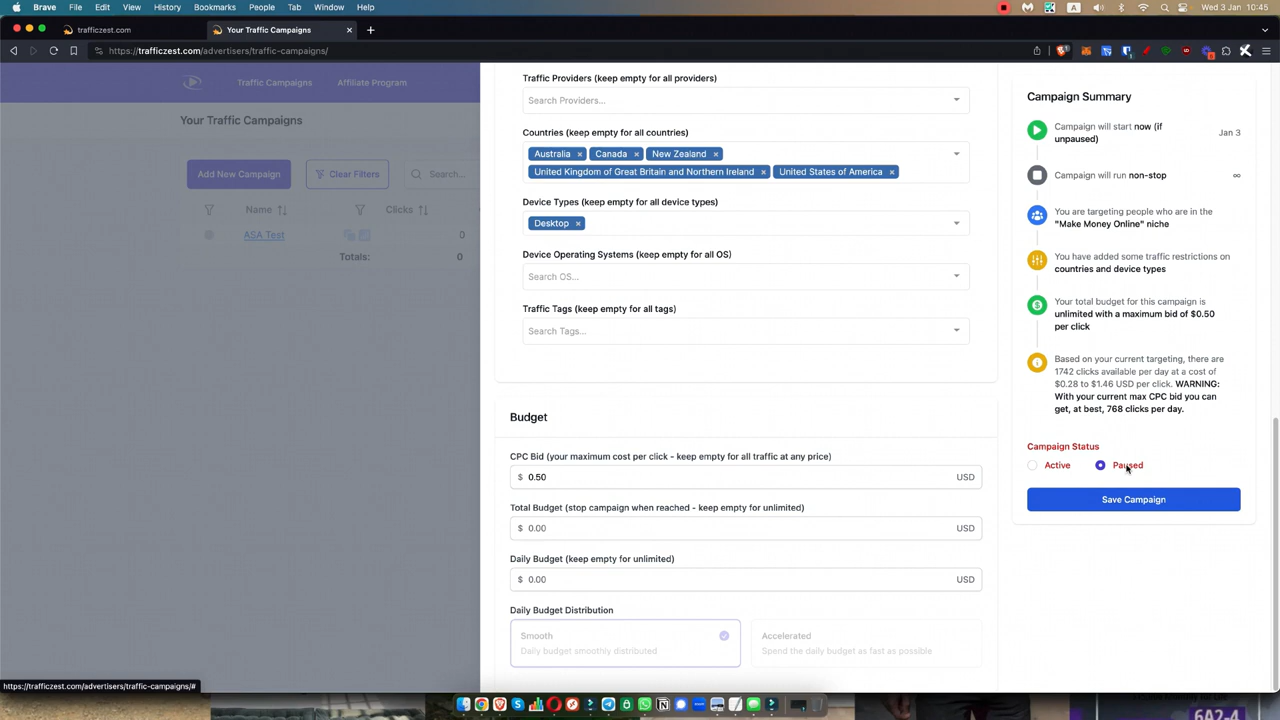 Brave File Edit View History Bookmarks People Tab Window Help
Wed 3 Jan 10:45
trafficzest.com
Your Traffic Campaigns
https://trafficzest.com/advertisers/traffic-campaigns/
Traffic Campaigns
Affiliate Program
Your Traffic Campaigns
Add New Campaign
Clear Filters
Search...
Name
Clicks
ASA Test
0
Totals:
0
Traffic Providers (keep empty for all providers)
Search Providers...
Countries (keep empty for all countries)
Australia × Canada × New Zealand ×
United Kingdom of Great Britain and Northern Ireland × United States of America ×
Device Types (keep empty for all device types)
Desktop ×
Device Operating Systems (keep empty for all OS)
Search OS...
Traffic Tags (keep empty for all tags)
Search Tags...
Budget
CPC Bid (your maximum cost per click - keep empty for all traffic at any price)
$ 0.50 USD
Total Budget (stop campaign when reached - keep empty for unlimited)
$ 0.00 USD
Daily Budget (keep empty for unlimited)
$ 0.00 USD
Daily Budget Distribution
Smooth
Daily budget smoothly distributed
Accelerated
Spend the daily budget as fast as possible
Campaign Summary
Campaign will start now (if
unpaused)
Jan 3
Campaign will run non-stop
∞
You are targeting people who are in the
"Make Money Online" niche
You have added some traffic restrictions on
countries and device types
Your total budget for this campaign is
unlimited with a maximum bid of $0.50
per click
Based on your current targeting, there are
1742 clicks available per day at a cost of
$0.28 to $1.46 USD per click. WARNING:
With your current max CPC bid you can
get, at best, 768 clicks per day.
Campaign Status
Active
Paused
Save Campaign
https://trafficzest.com/advertisers/traffic-campaigns/#
6A2-4